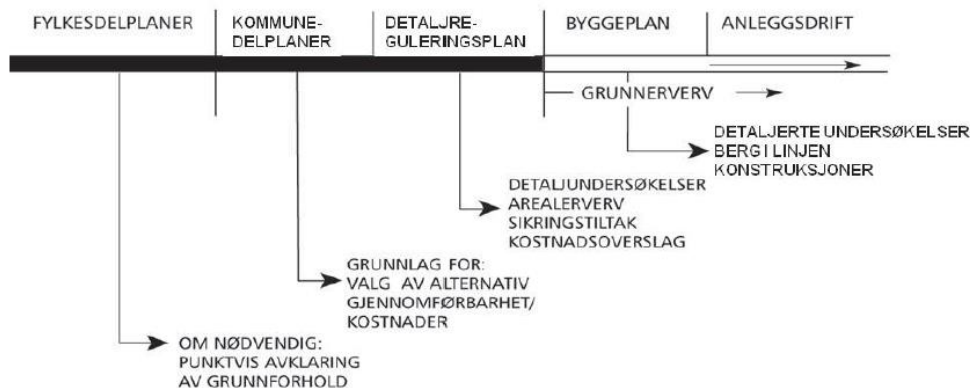 FYLKESDELPLANER
KOMMUNE-
DELPLANER
DETALJRE-
GULERINGSPLAN
BYGGEPLAN
ANLEGGSDRIFT
GRUNNERVERV
DETALJERTE UNDERSØKELSER
BERG I LINJEN
KONSTRUKSJONER
DETALJUNDERSØKELSER
AREALERVERV
SIKRINGSTILTAK
KOSTNADSOVERSLAG
GRUNNLAG FOR:
VALG AV ALTERNATIV
GJENNOMFØRBARHET/
KOSTNADER
OM NØDVENDIG:
PUNKTVIS AVKLARING
AV GRUNNFORHOLD